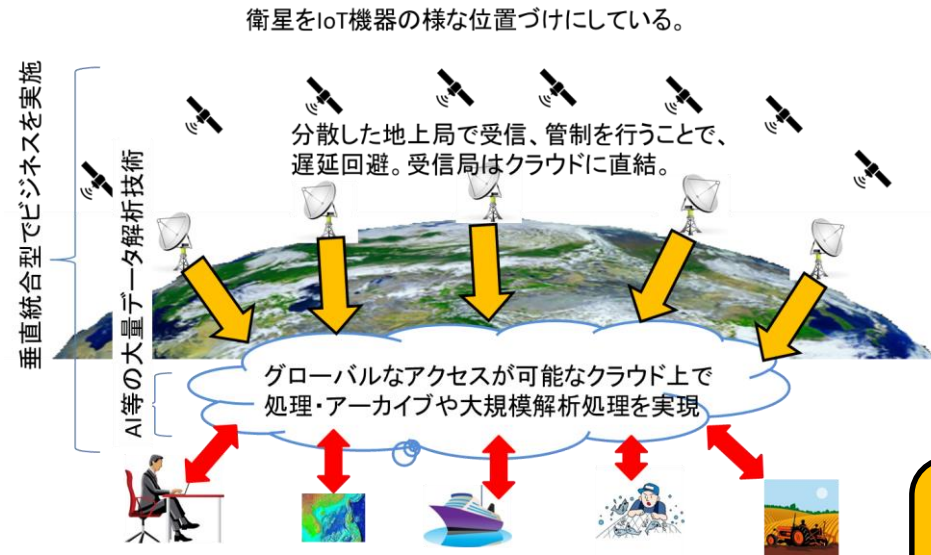 衛星をIoT機器の様な位置づけにしている。
垂直統合型でビジネスを実施
AI等の大量データ解析技術
分散した地上局で受信、管制を行うことで、
遅延回避。受信局はクラウドに直結。
グローバルなアクセスが可能なクラウド上で
処理・アーカイブや大規模解析処理を実現